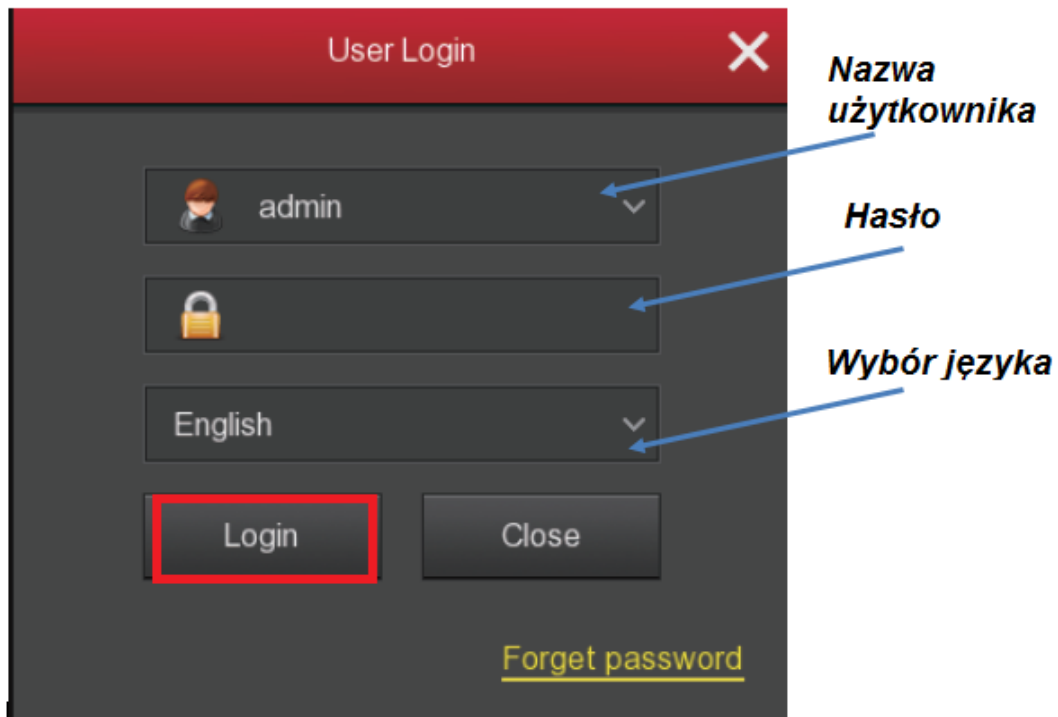 User Login
Nazwa
użytkownika
admin
Hasło
Wybór języka
English
Login
Close
Forget password